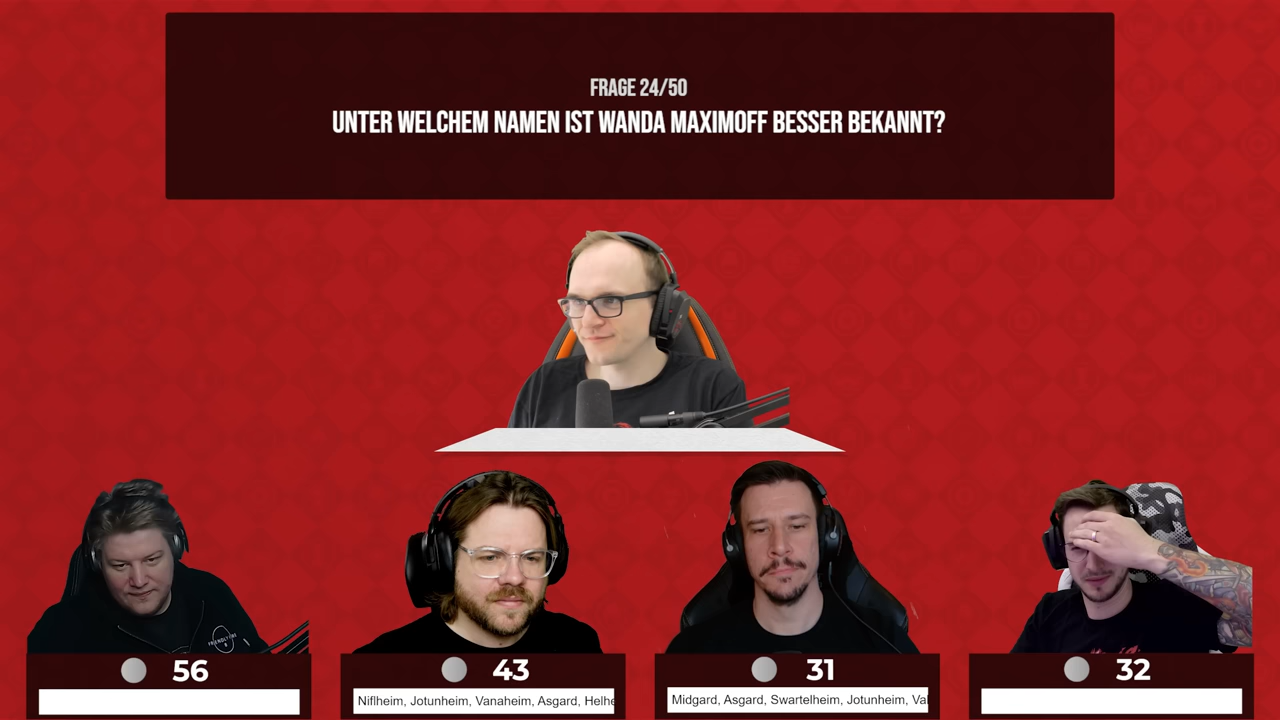 FRAGE 24/50
UNTER WELCHEM NAMEN IST WANDA MAXIMOFF BESSER BEKANNT?
56
43
31
32
Niflheim, Jotunheim, Vanaheim, Asgard, Helhe
Midgard, Asgard, Swartelheim, Jotunheim, Val